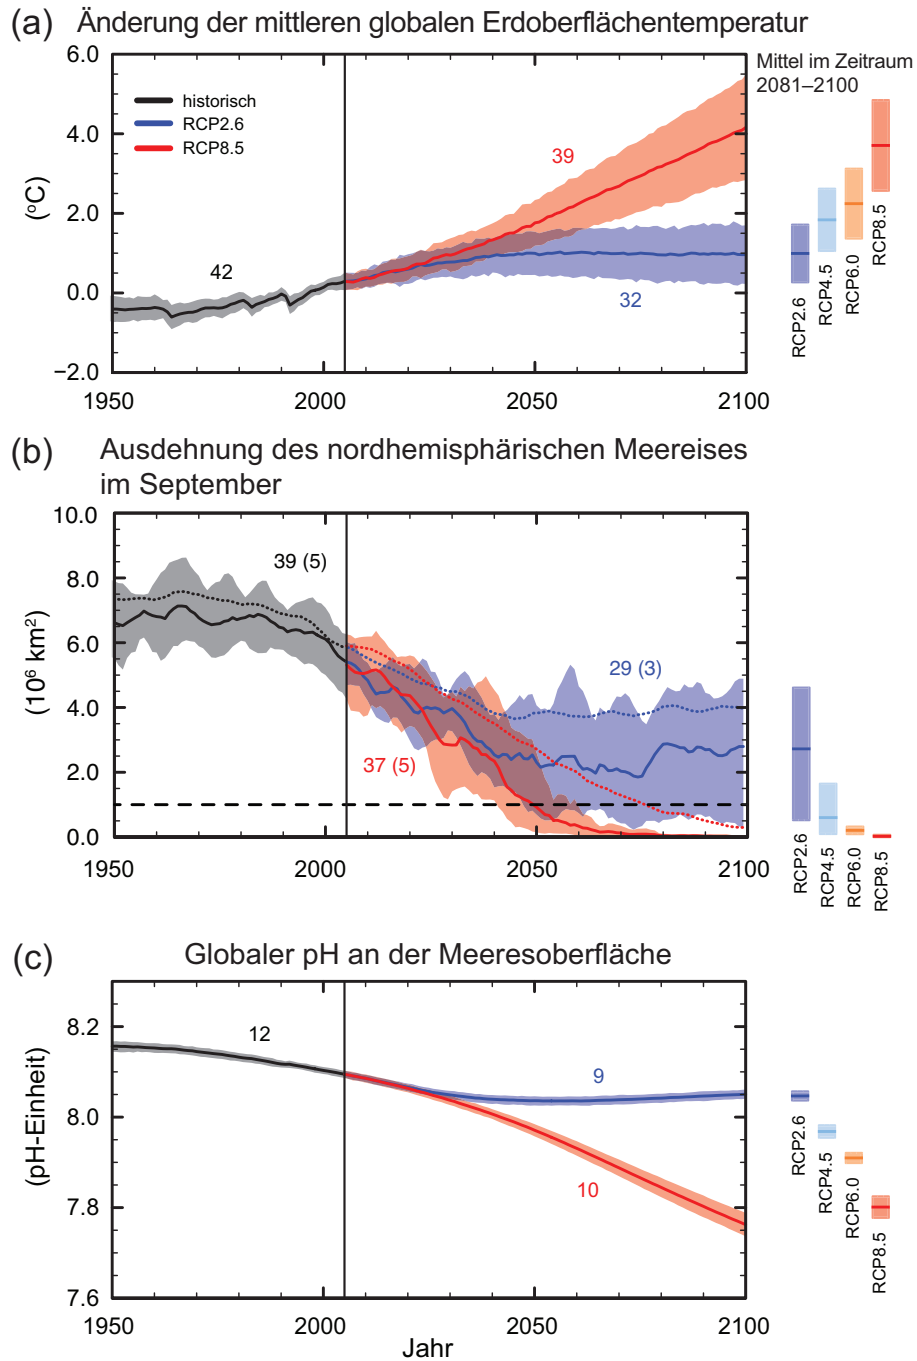 (a) Änderung der mittleren globalen Erdoberflächentemperatur
Mittel im Zeitraum
2081–2100
6.0
4.0
2.0
0.0
−2.0
(°C)
historisch
RCP2.6
RCP8.5
42
39
32
1950
2000
2050
2100
RCP2.6
RCP4.5
RCP6.0
RCP8.5
(b) Ausdehnung des nordhemisphärischen Meereises
im September
10.0
8.0
6.0
4.0
2.0
0.0
(10⁶ km²)
39 (5)
29 (3)
37 (5)
1950
2000
2050
2100
RCP2.6
RCP4.5
RCP6.0
RCP8.5
(c) Globaler pH an der Meeresoberfläche
8.2
8.0
7.8
7.6
(pH-Einheit)
12
9
10
1950
2000
2050
2100
Jahr
RCP2.6
RCP4.5
RCP6.0
RCP8.5